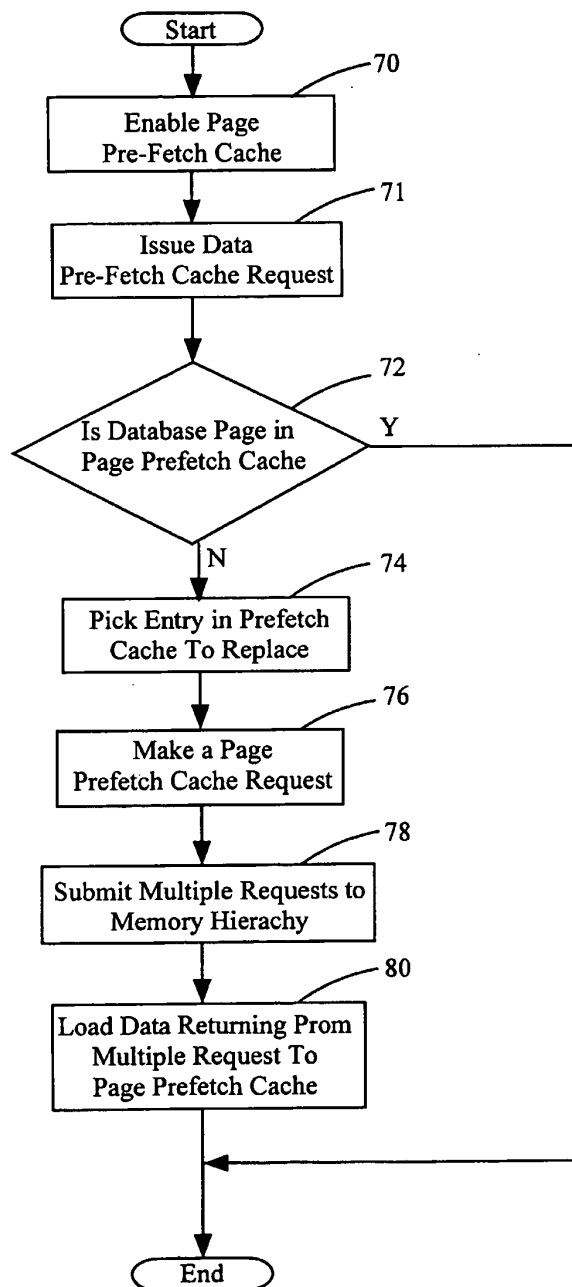 Start
70
Enable Page
Pre-Fetch Cache
71
Issue Data
Pre-Fetch Cache Request
72
Is Database Page in
Page Prefetch Cache
Y
N
74
Pick Entry in Prefetch
Cache To Replace
76
Make a Page
Prefetch Cache Request
78
Submit Multiple Requests to
Memory Hierachy
80
Load Data Returning Prom
Multiple Request To
Page Prefetch Cache
End